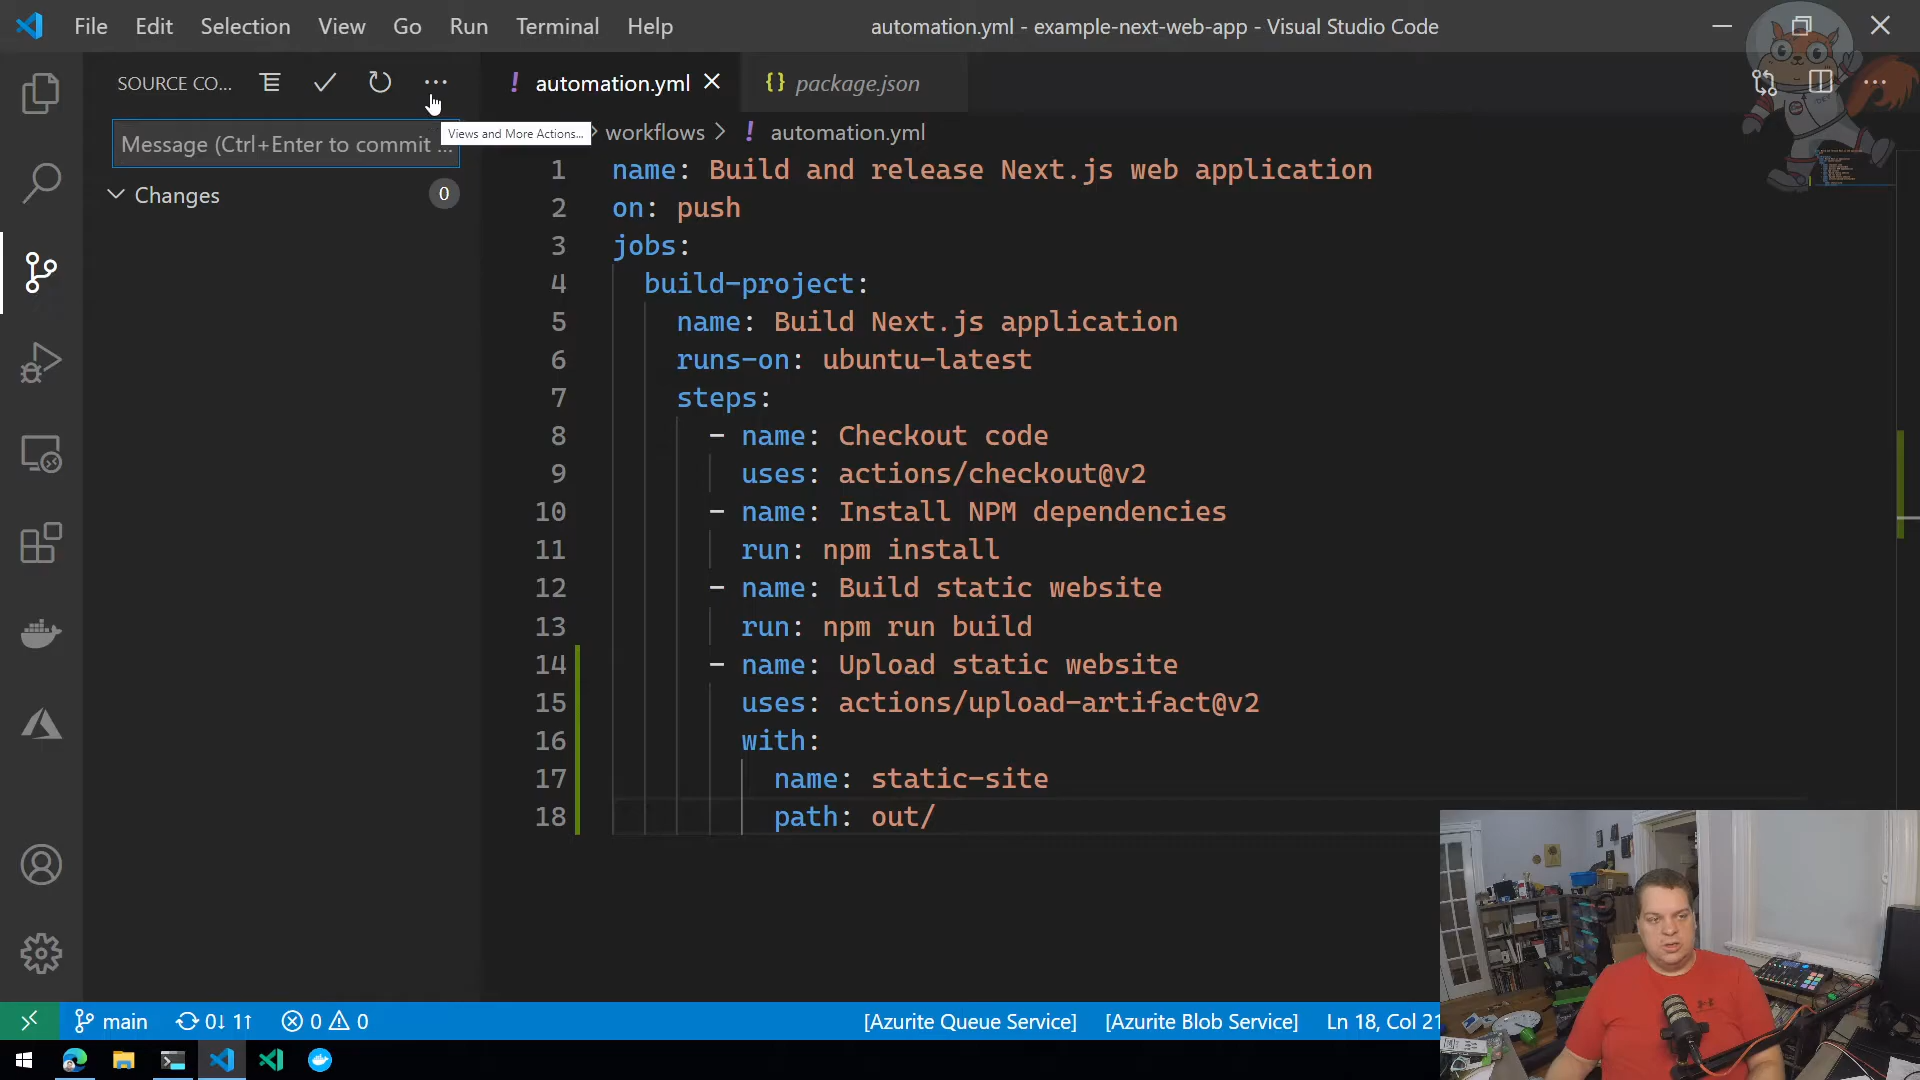 File Edit Selection View Go Run Terminal Help
automation.yml - example-next-web-app - Visual Studio Code
SOURCE CO...
automation.yml
package.json
Message (Ctrl+Enter to commit ...
Views and More Actions...
workflows > automation.yml
Changes
0
1 name: Build and release Next.js web application
2 on: push
3 jobs:
4 build-project:
5 name: Build Next.js application
6 runs-on: ubuntu-latest
7 steps:
8 - name: Checkout code
9 uses: actions/checkout@v2
10 - name: Install NPM dependencies
11 run: npm install
12 - name: Build static website
13 run: npm run build
14 - name: Upload static website
15 uses: actions/upload-artifact@v2
16 with:
17 name: static-site
18 path: out/
main 0↓ 1↑ 0 0 [Azurite Queue Service] [Azurite Blob Service] Ln 18, Col 21